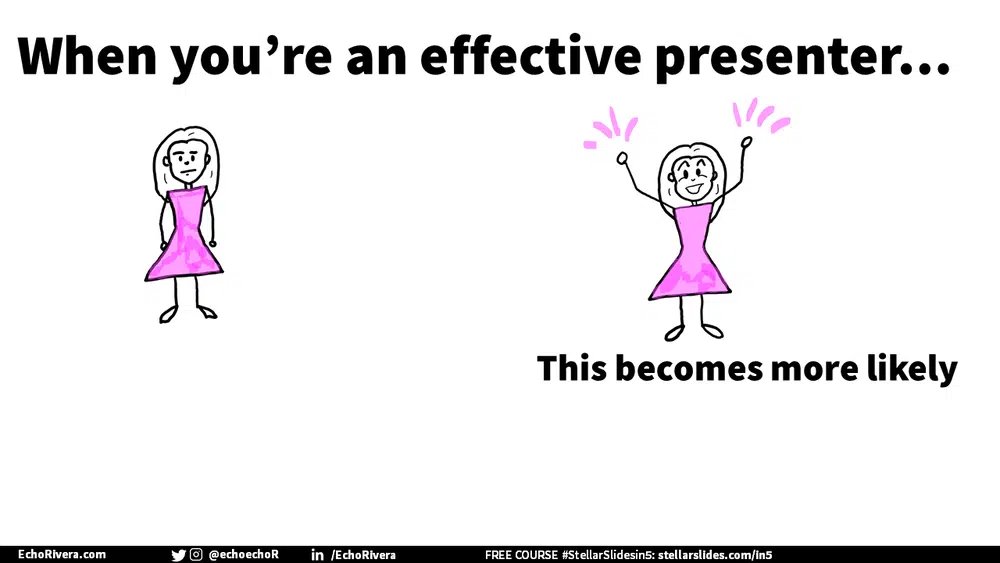 When you’re an effective presenter...
This becomes more likely
EchoRivera.com @echoechoR in /EchoRivera FREE COURSE #StellarSlidesin5: stellarslides.com/in5